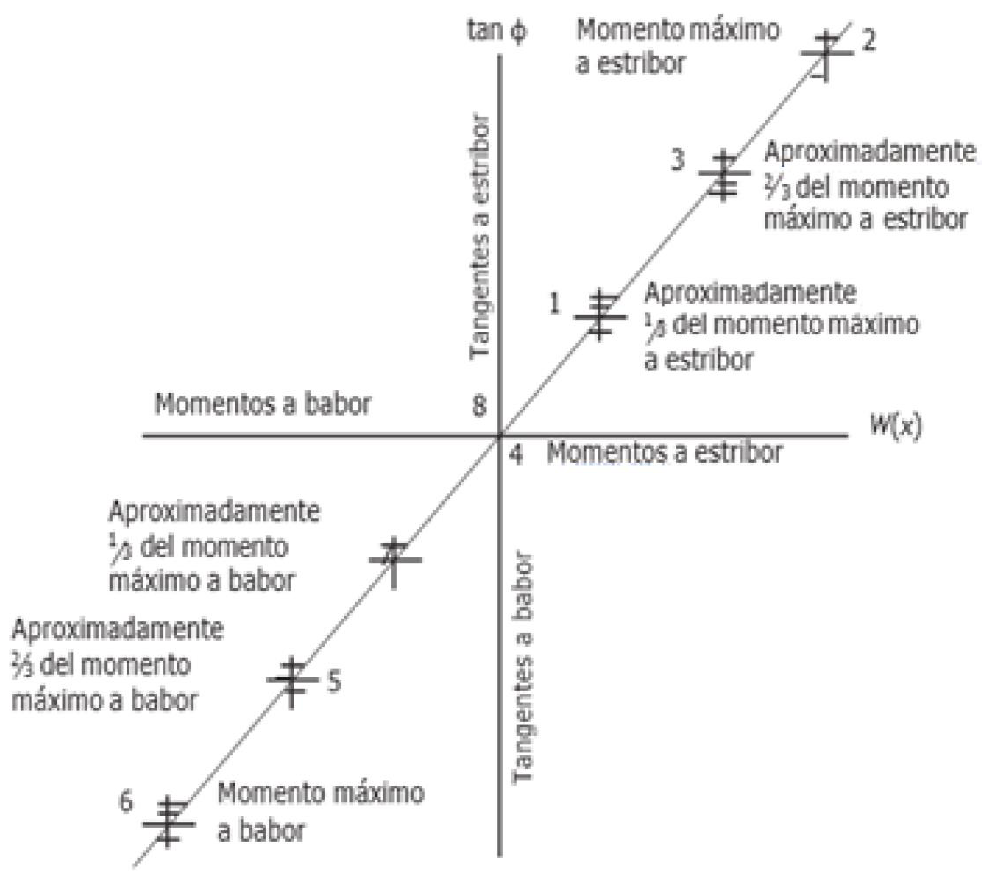 tan ϕ
Momento máximo
a estribor
2
Tangentes a estribor
3
Aproximadamente
⅔ del momento
máximo a estribor
1
Aproximadamente
⅓ del momento máximo
a estribor
Momentos a babor
8
W(x)
4
Momentos a estribor
Aproximadamente
⅓ del momento
máximo a babor
Tangentes a babor
Aproximadamente
⅔ del momento
máximo a babor
5
6
Momento máximo
a babor